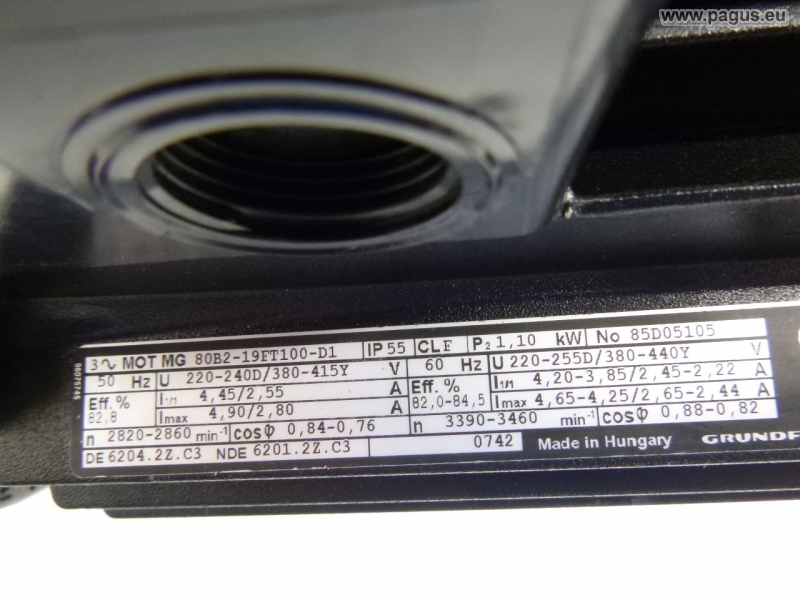 www.pagus.eu
3∿ MOT MG 80B2-19FT100-D1 IP 55 CL F P2 1,10 kW No 85D05105
50 Hz U 220-240D/380-415Y V 60 Hz U 220-255D/380-440Y V
Eff. % 82,8 I1/1 4,45/2,55 A Eff. % 82,0-84,5 I1/1 4,20-3,85/2,45-2,22 A
Imax 4,90/2,80 A Imax 4,65-4,25/2,65-2,44 A
n 2820-2860 min-1 cosφ 0,84-0,76 n 3390-3460 min-1 cosφ 0,88-0,82
DE 6204.2Z.C3 NDE 6201.2Z.C3 0742 Made in Hungary GRUNDF